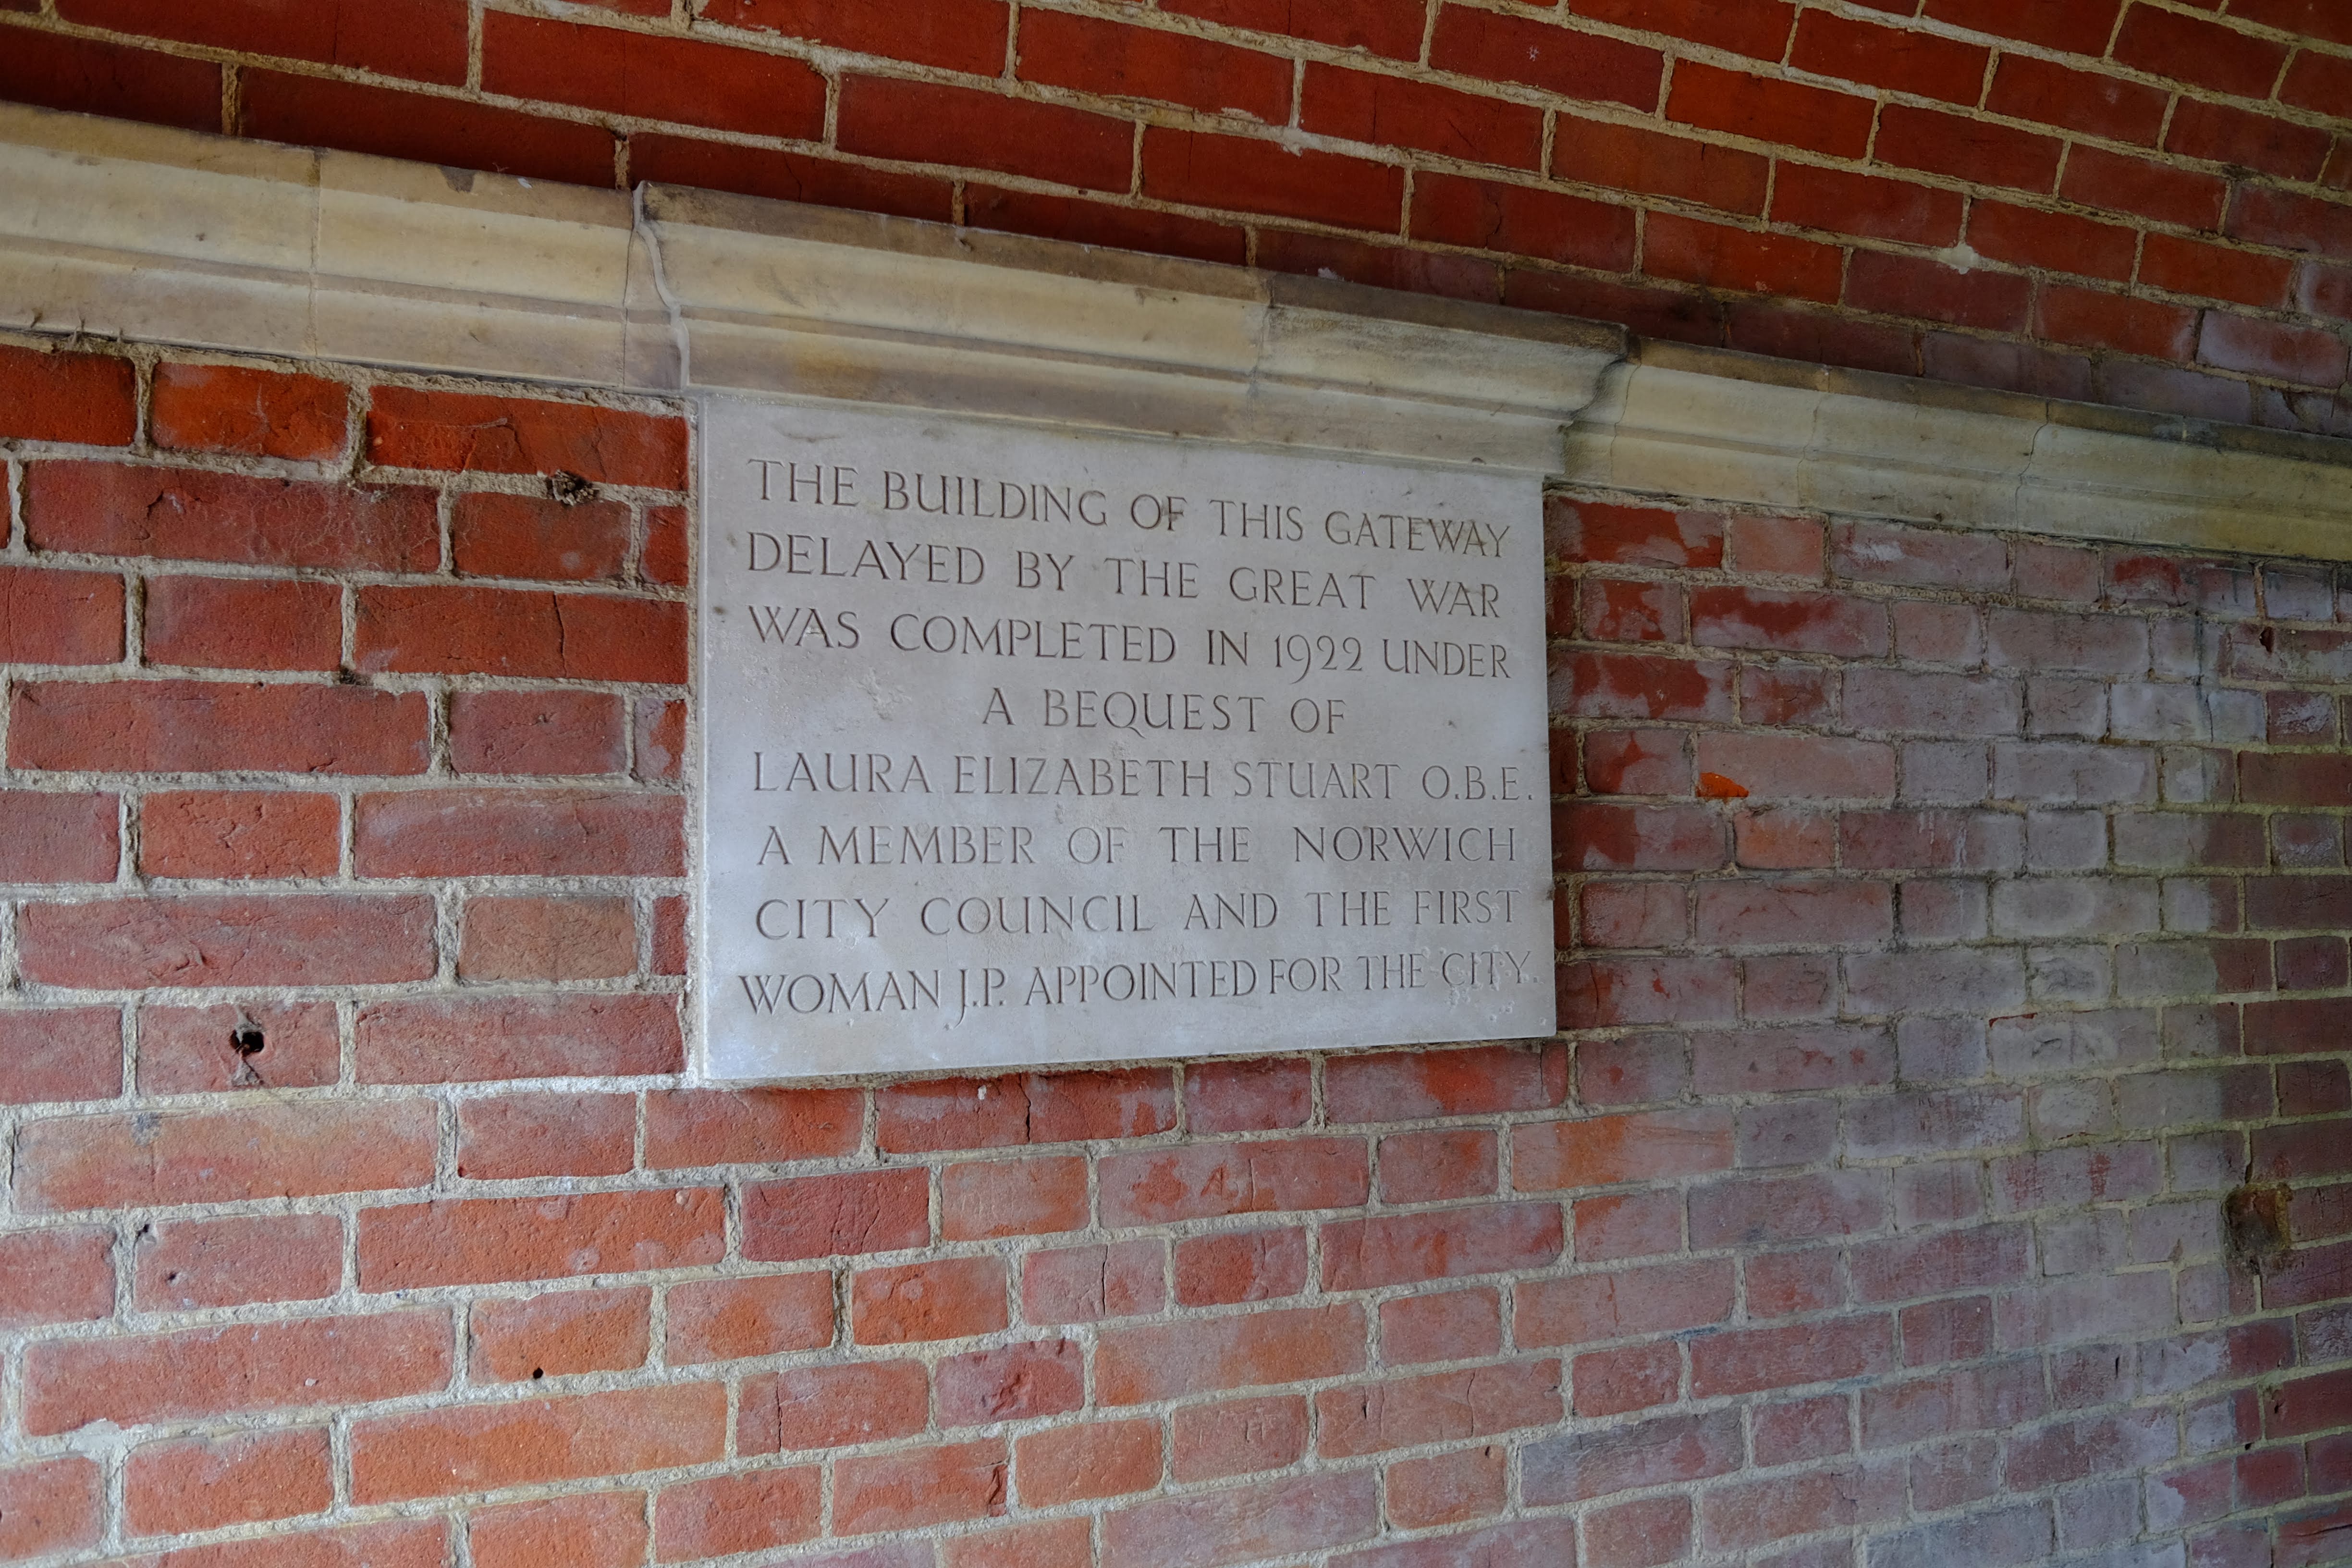 THE BUILDING OF THIS GATEWAY
DELAYED BY THE GREAT WAR
WAS COMPLETED IN 1922 UNDER
A BEQUEST OF
LAURA ELIZABETH STUART O.B.E.
A MEMBER OF THE NORWICH
CITY COUNCIL AND THE FIRST
WOMAN J.P. APPOINTED FOR THE CITY.